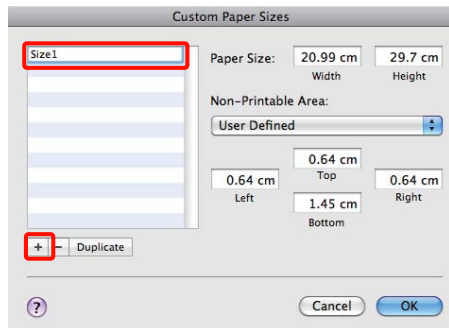 Custom Paper Sizes
Size1
Paper Size:
20.99 cm
29.7 cm
Width
Height
Non-Printable Area:
User Defined
0.64 cm
Top
0.64 cm
Left
0.64 cm
Right
1.45 cm
Bottom
+ - Duplicate
? Cancel OK